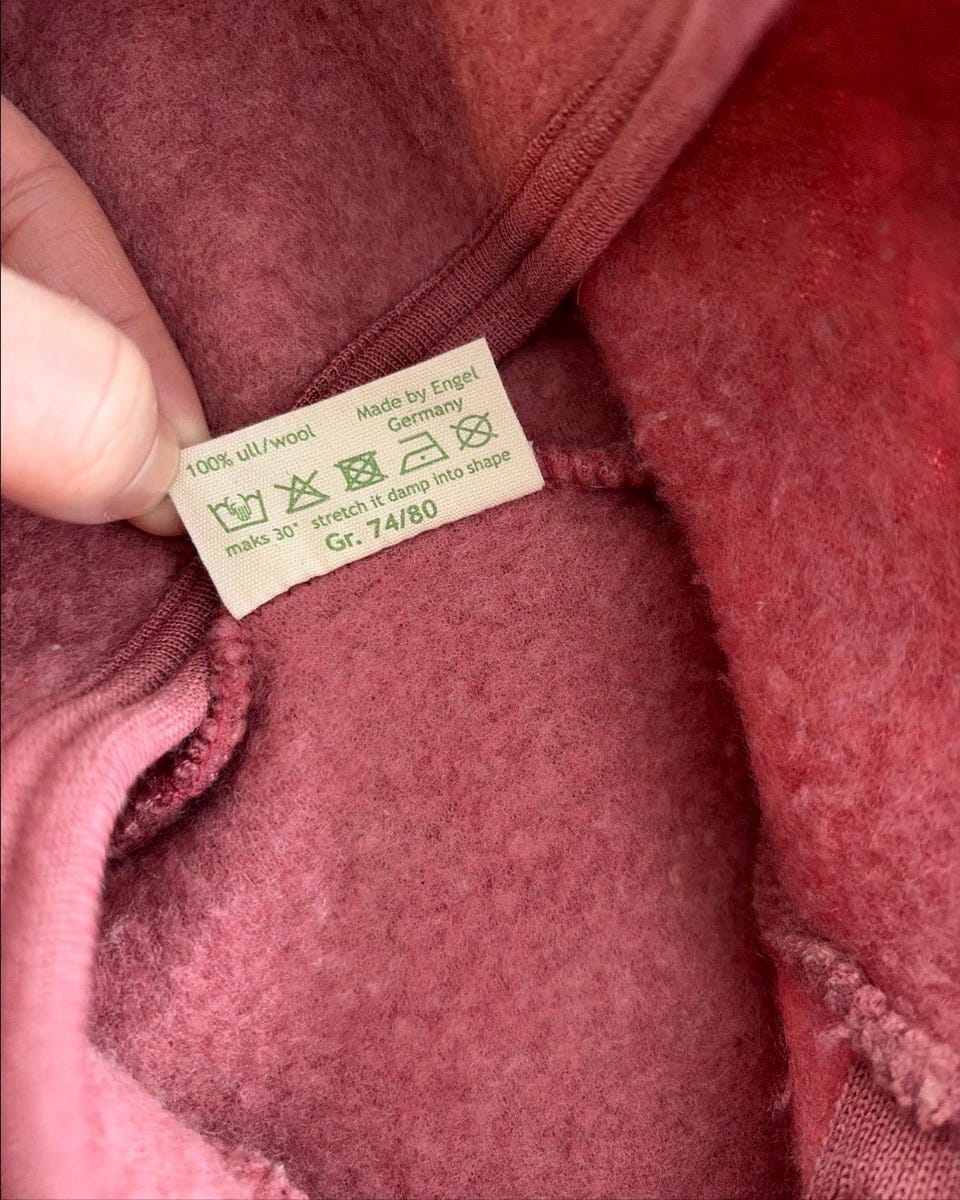 100% ull/wool
Made by Engel
Germany
maks 30° stretch it damp into shape
Gr. 74/80